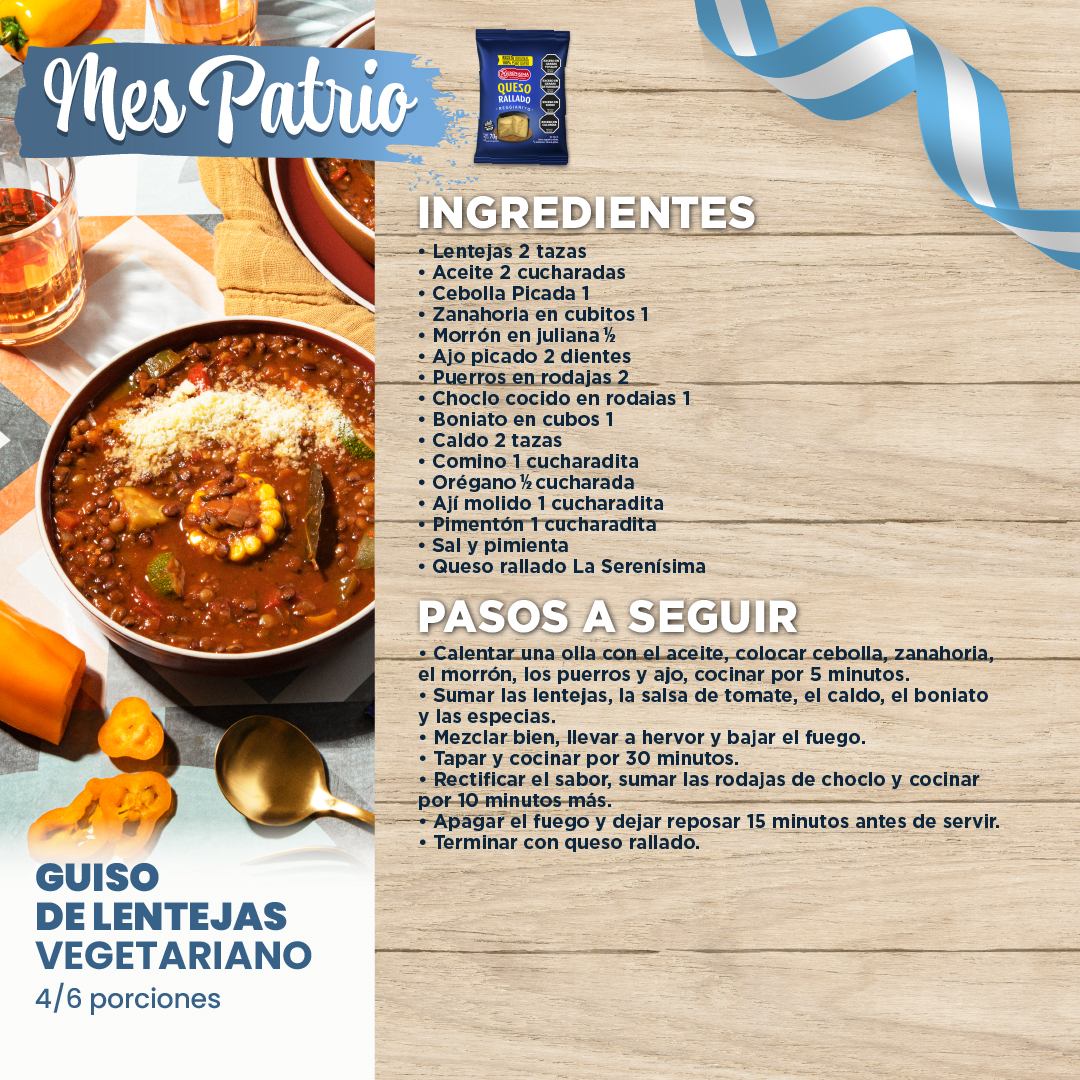 Mes Patrio
La Serenísima
QUESO
RALLADO
REGGIANITO
INGREDIENTES
• Lentejas 2 tazas
• Aceite 2 cucharadas
• Cebolla Picada 1
• Zanahoria en cubitos 1
• Morrón en juliana ½
• Ajo picado 2 dientes
• Puerros en rodajas 2
• Choclo cocido en rodaias 1
• Boniato en cubos 1
• Caldo 2 tazas
• Comino 1 cucharadita
• Orégano ½ cucharada
• Ají molido 1 cucharadita
• Pimentón 1 cucharadita
• Sal y pimienta
• Queso rallado La Serenísima
PASOS A SEGUIR
• Calentar una olla con el aceite, colocar cebolla, zanahoria,
el morrón, los puerros y ajo, cocinar por 5 minutos.
• Sumar las lentejas, la salsa de tomate, el caldo, el boniato
y las especias.
• Mezclar bien, llevar a hervor y bajar el fuego.
• Tapar y cocinar por 30 minutos.
• Rectificar el sabor, sumar las rodajas de choclo y cocinar
por 10 minutos más.
• Apagar el fuego y dejar reposar 15 minutos antes de servir.
• Terminar con queso rallado.
GUISO
DE LENTEJAS
VEGETARIANO
4/6 porciones